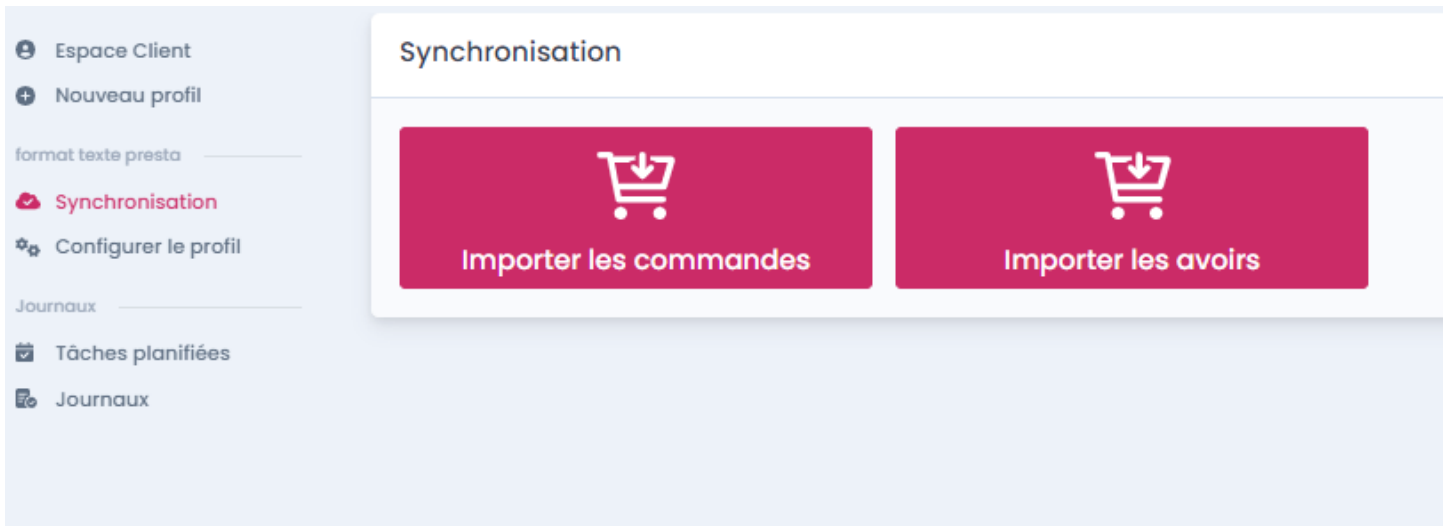 Espace Client
Nouveau profil
format texte presta
Synchronisation
Configurer le profil
Journaux
Tâches planifiées
Journaux
Synchronisation
Importer les commandes
Importer les avoirs